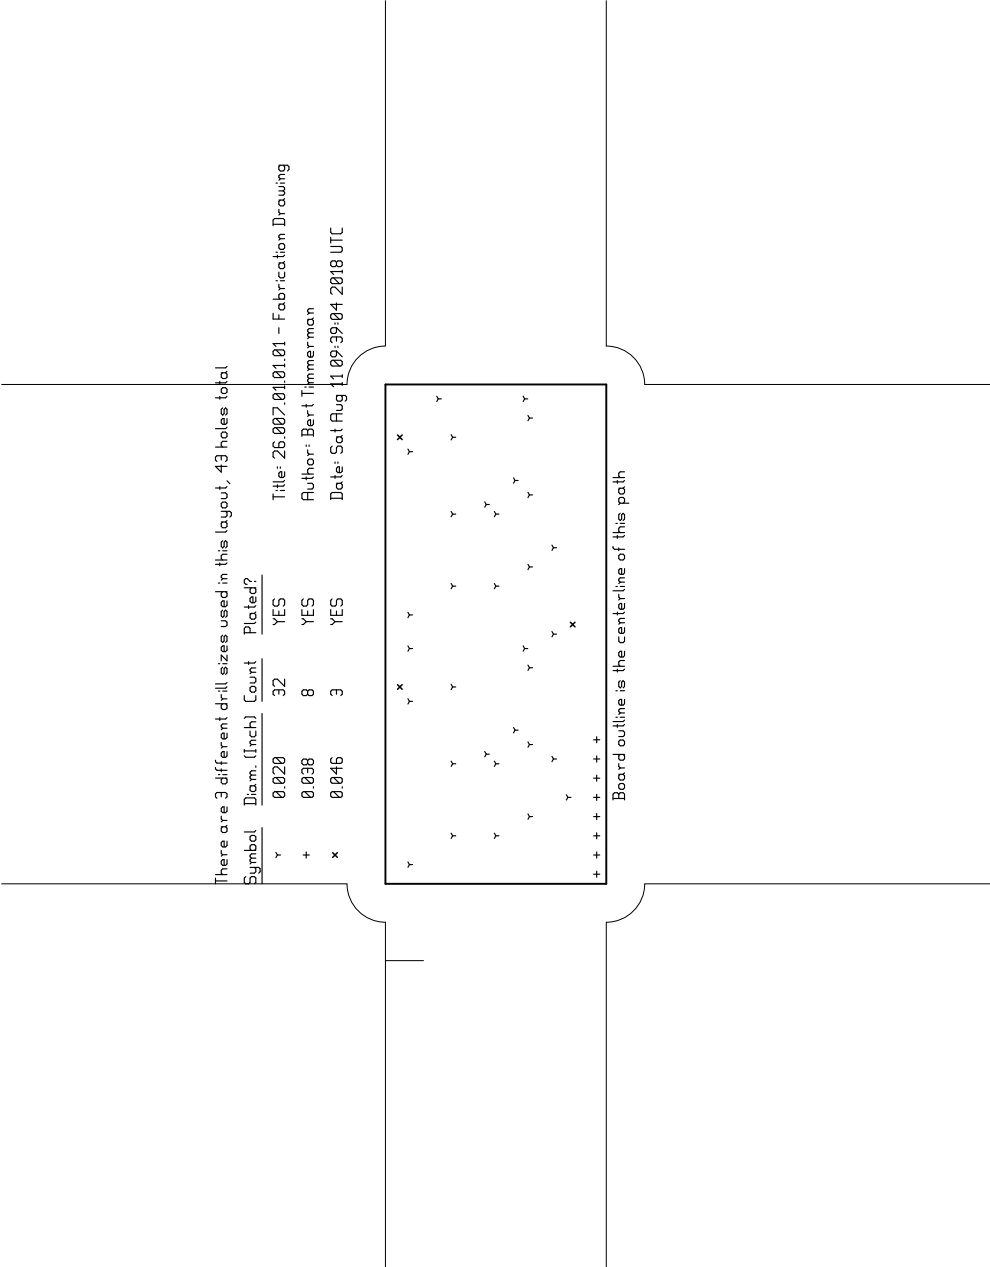 There are 3 different drill sizes used in this layout, 43 holes total
Symbol Diam. (Inch) Count Plated?
Y 0.020 32 YES Title: 26.007.01.01.01 - Fabrication Drawing
+ 0.038 8 YES Author: Bert Timmerman
x 0.046 3 YES Date: Sat Aug 11 09:39:04 2018 UTC
Board outline is the centerline of this path